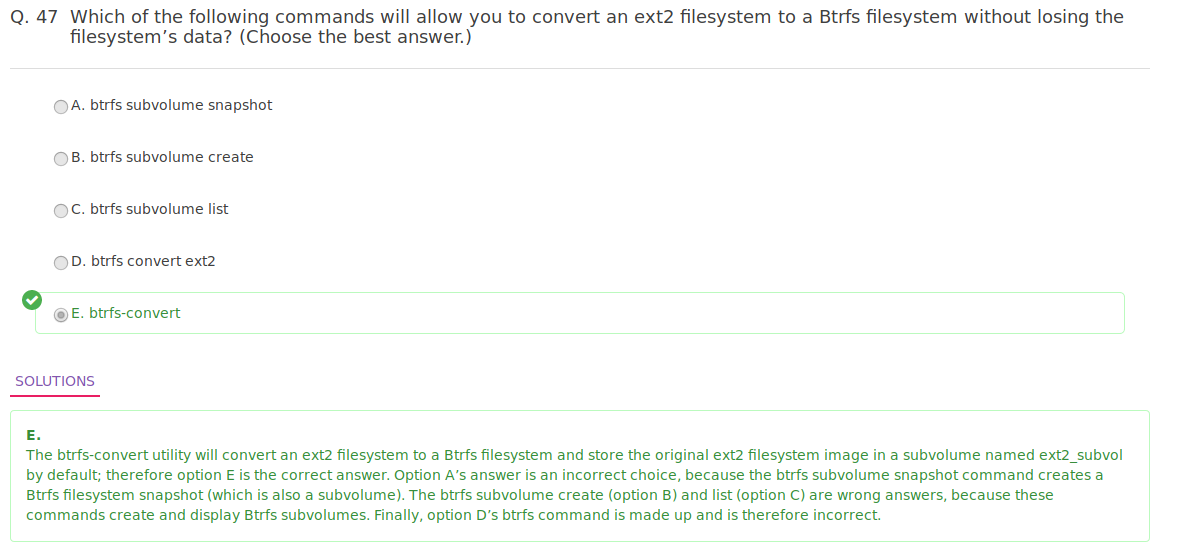 Q. 47 Which of the following commands will allow you to convert an ext2 filesystem to a Btrfs filesystem without losing the
filesystem’s data? (Choose the best answer.)
A. btrfs subvolume snapshot
B. btrfs subvolume create
C. btrfs subvolume list
D. btrfs convert ext2
E. btrfs-convert
SOLUTIONS
E.
The btrfs-convert utility will convert an ext2 filesystem to a Btrfs filesystem and store the original ext2 filesystem image in a subvolume named ext2_subvol
by default; therefore option E is the correct answer. Option A’s answer is an incorrect choice, because the btrfs subvolume snapshot command creates a
Btrfs filesystem snapshot (which is also a subvolume). The btrfs subvolume create (option B) and list (option C) are wrong answers, because these
commands create and display Btrfs subvolumes. Finally, option D’s btrfs command is made up and is therefore incorrect.